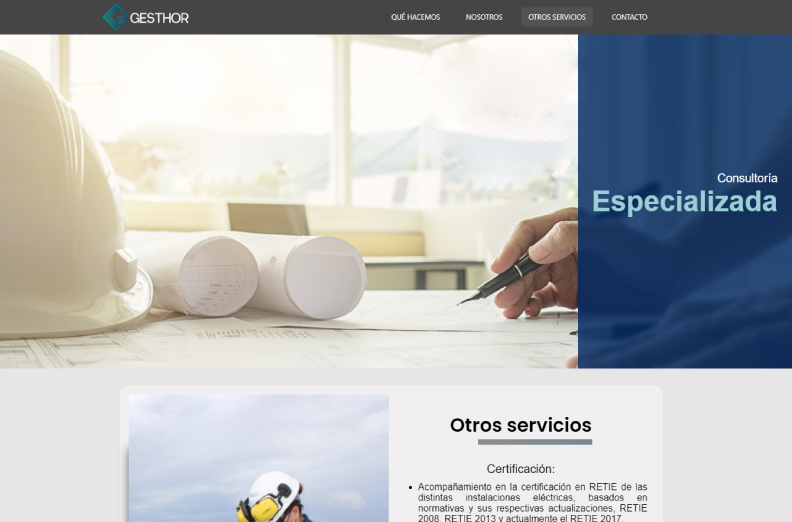 GESTHOR
QUÉ HACEMOS NOSOTROS OTROS SERVICIOS CONTACTO
Consultoría
Especializada
Otros servicios
Certificación:
• Acompañamiento en la certificación en RETIE de las
distintas instalaciones eléctricas, basados en
normativas y sus respectivas actualizaciones, RETIE
2008, RETIE 2013 y actualmente el RETIE 2017.